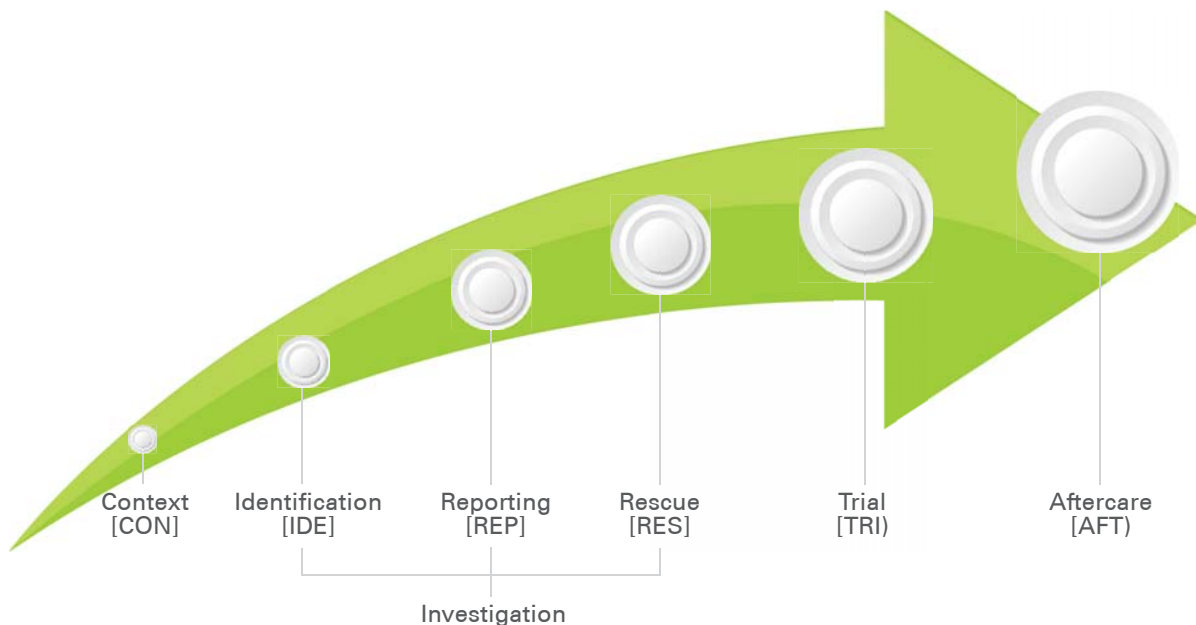 Context
[CON]
Identification
[IDE]
Reporting
[REP]
Rescue
[RES]
Trial
[TRI)
Aftercare
[AFT)
Investigation